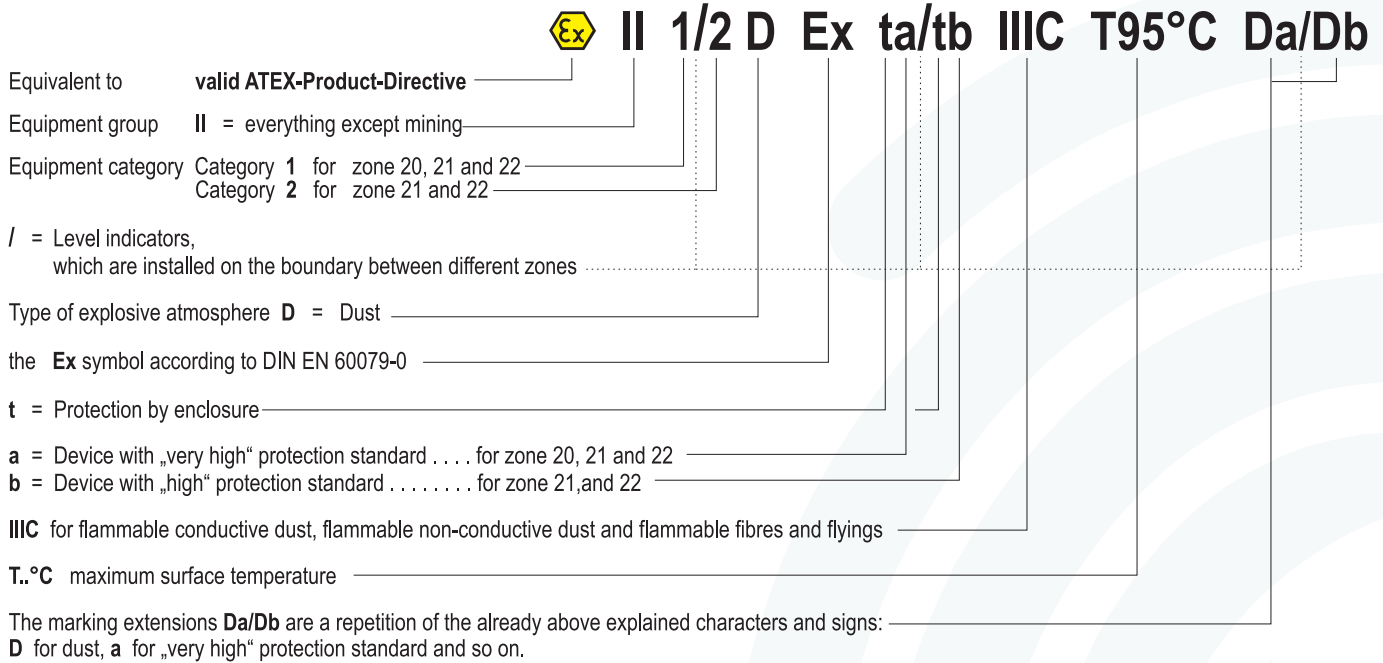 Ex II 1/2 D Ex ta/tb IIIC T95°C Da/Db
Equivalent to valid ATEX-Product-Directive
Equipment group II = everything except mining
Equipment category Category 1 for zone 20, 21 and 22
Category 2 for zone 21 and 22
/ = Level indicators,
which are installed on the boundary between different zones
Type of explosive atmosphere D = Dust
the Ex symbol according to DIN EN 60079-0
t = Protection by enclosure
a = Device with „very high“ protection standard . . . . for zone 20, 21 and 22
b = Device with „high“ protection standard . . . . . . . . for zone 21,and 22
IIIC for flammable conductive dust, flammable non-conductive dust and flammable fibres and flyings
T..°C maximum surface temperature
The marking extensions Da/Db are a repetition of the already above explained characters and signs:
D for dust, a for „very high“ protection standard and so on.